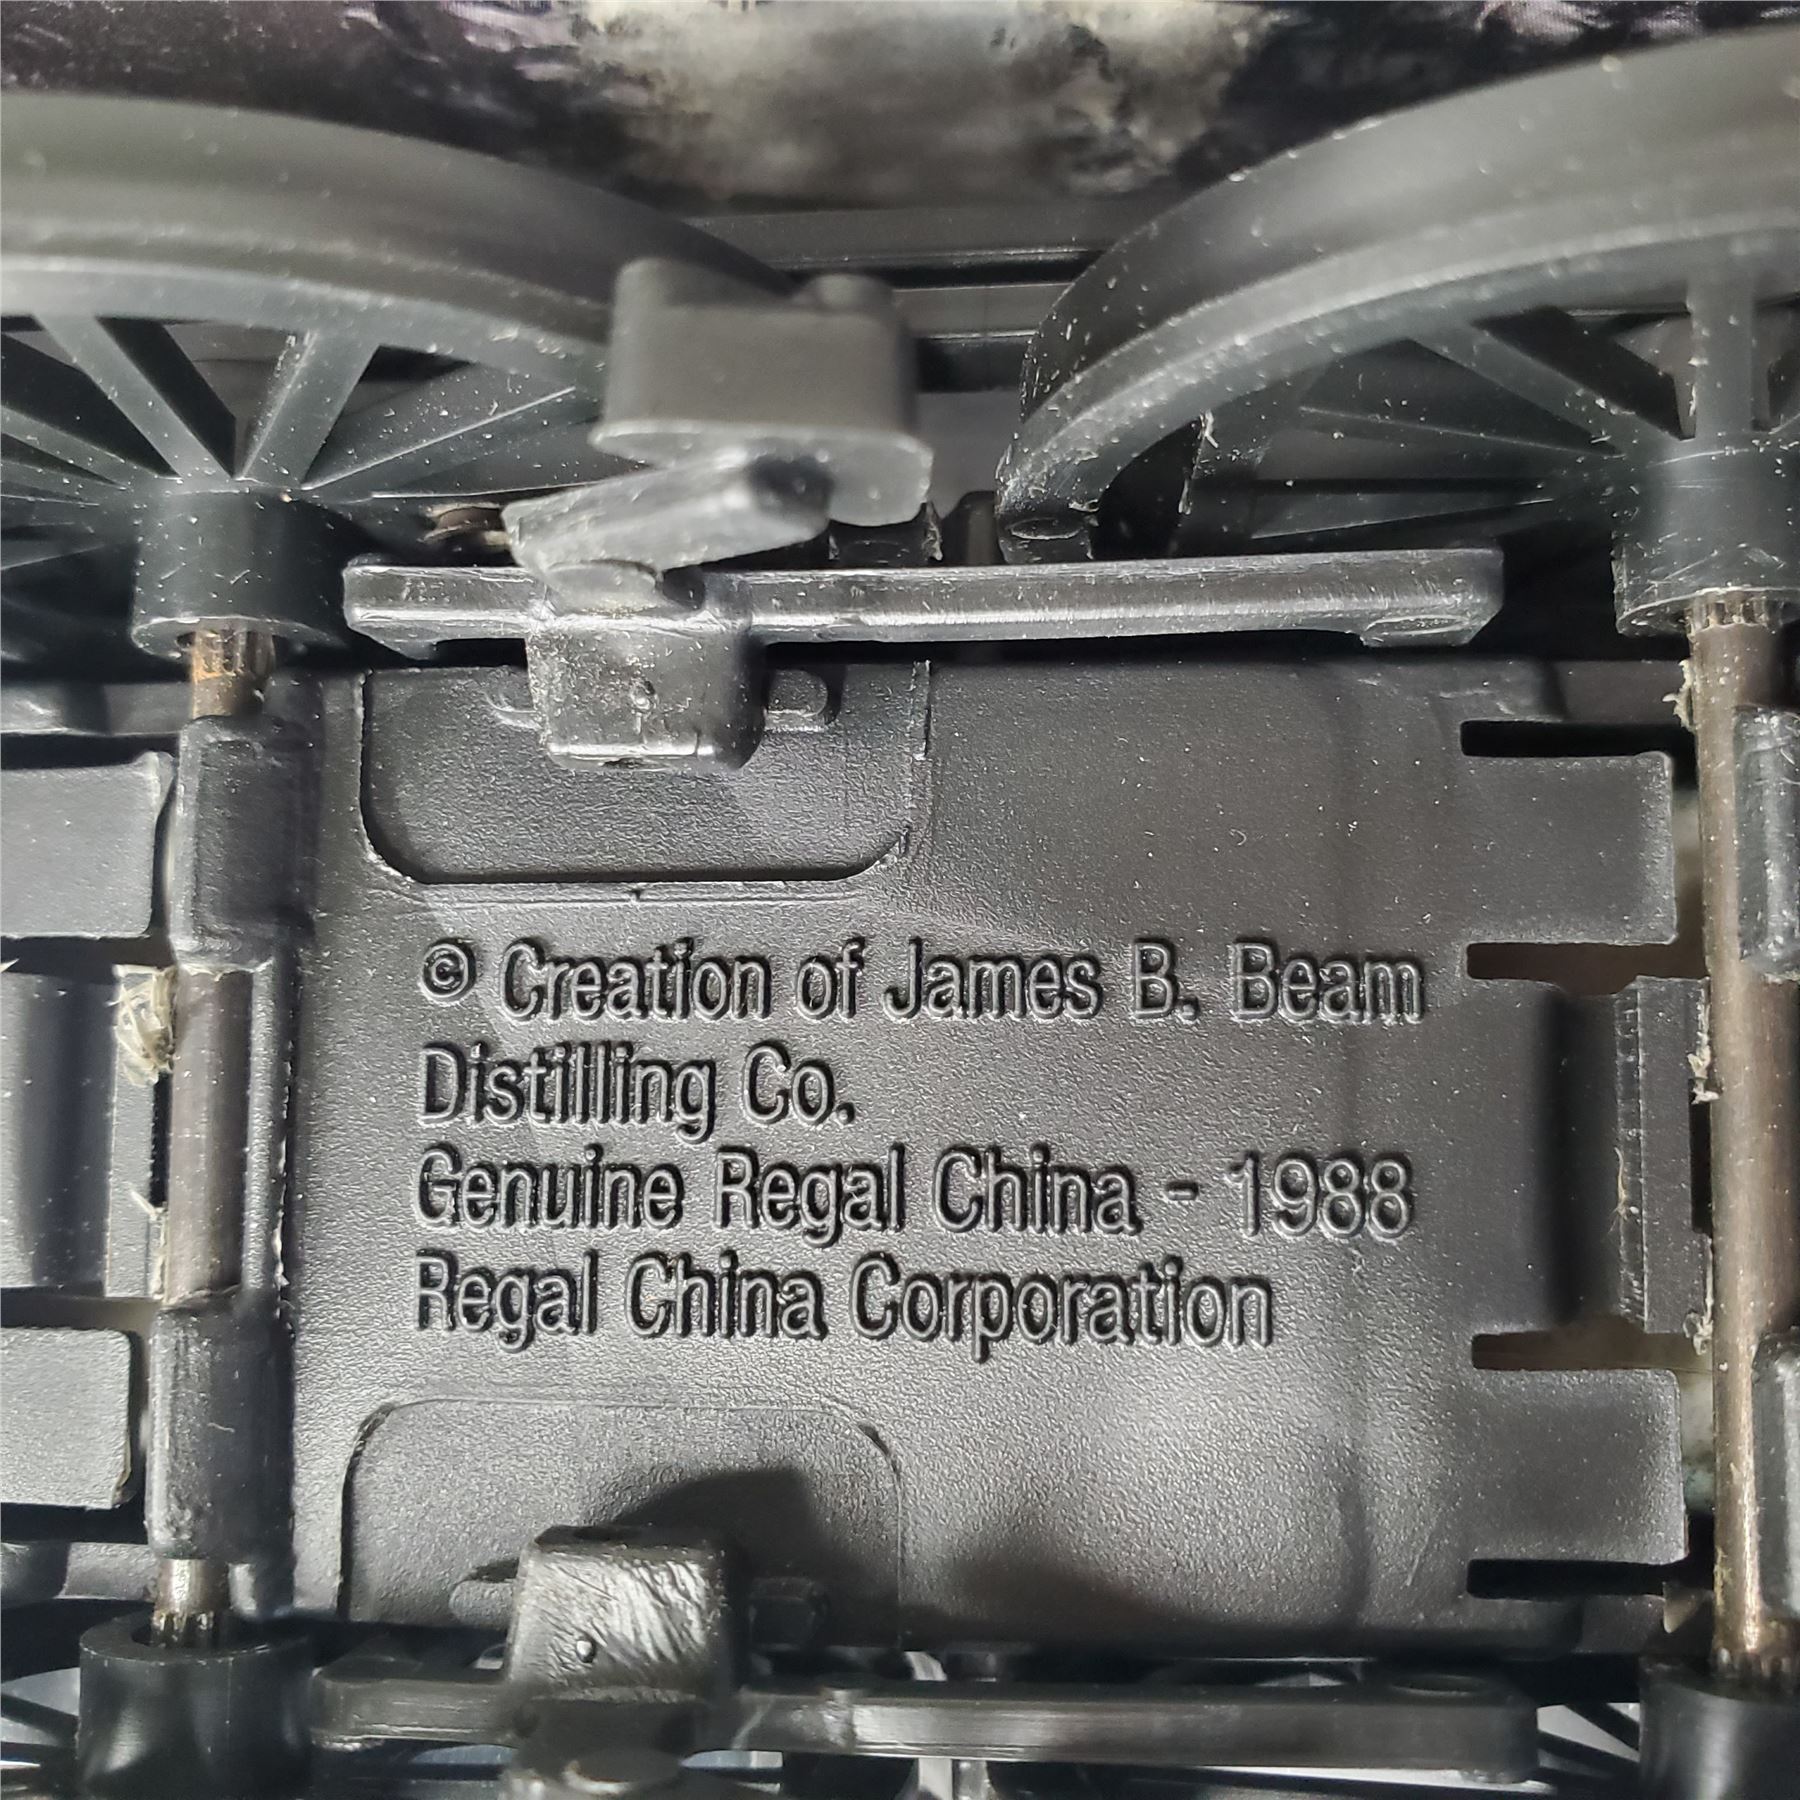 © Creation of James B. Beam
Distilling Co.
Genuine Regal China - 1988
Regal China Corporation